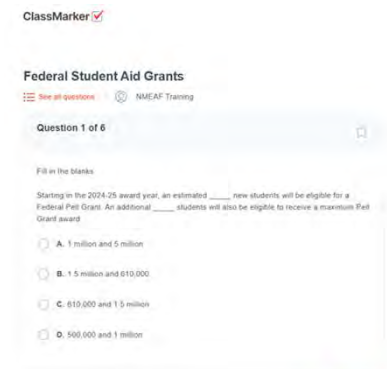 ClassMarker
Federal Student Aid Grants
See all questions NMEAF Training
Question 1 of 6
Fill in the blanks
Starting in the 2024-25 award year, an estimated _____ new students will be eligible for a
Federal Pell Grant. An additional _____ students will also be eligible to receive a maximum Pell
Grant award
A. 1 million and 5 million
B. 1.5 million and 610,000
C. 610,000 and 1.5 million
D. 500,000 and 1 million